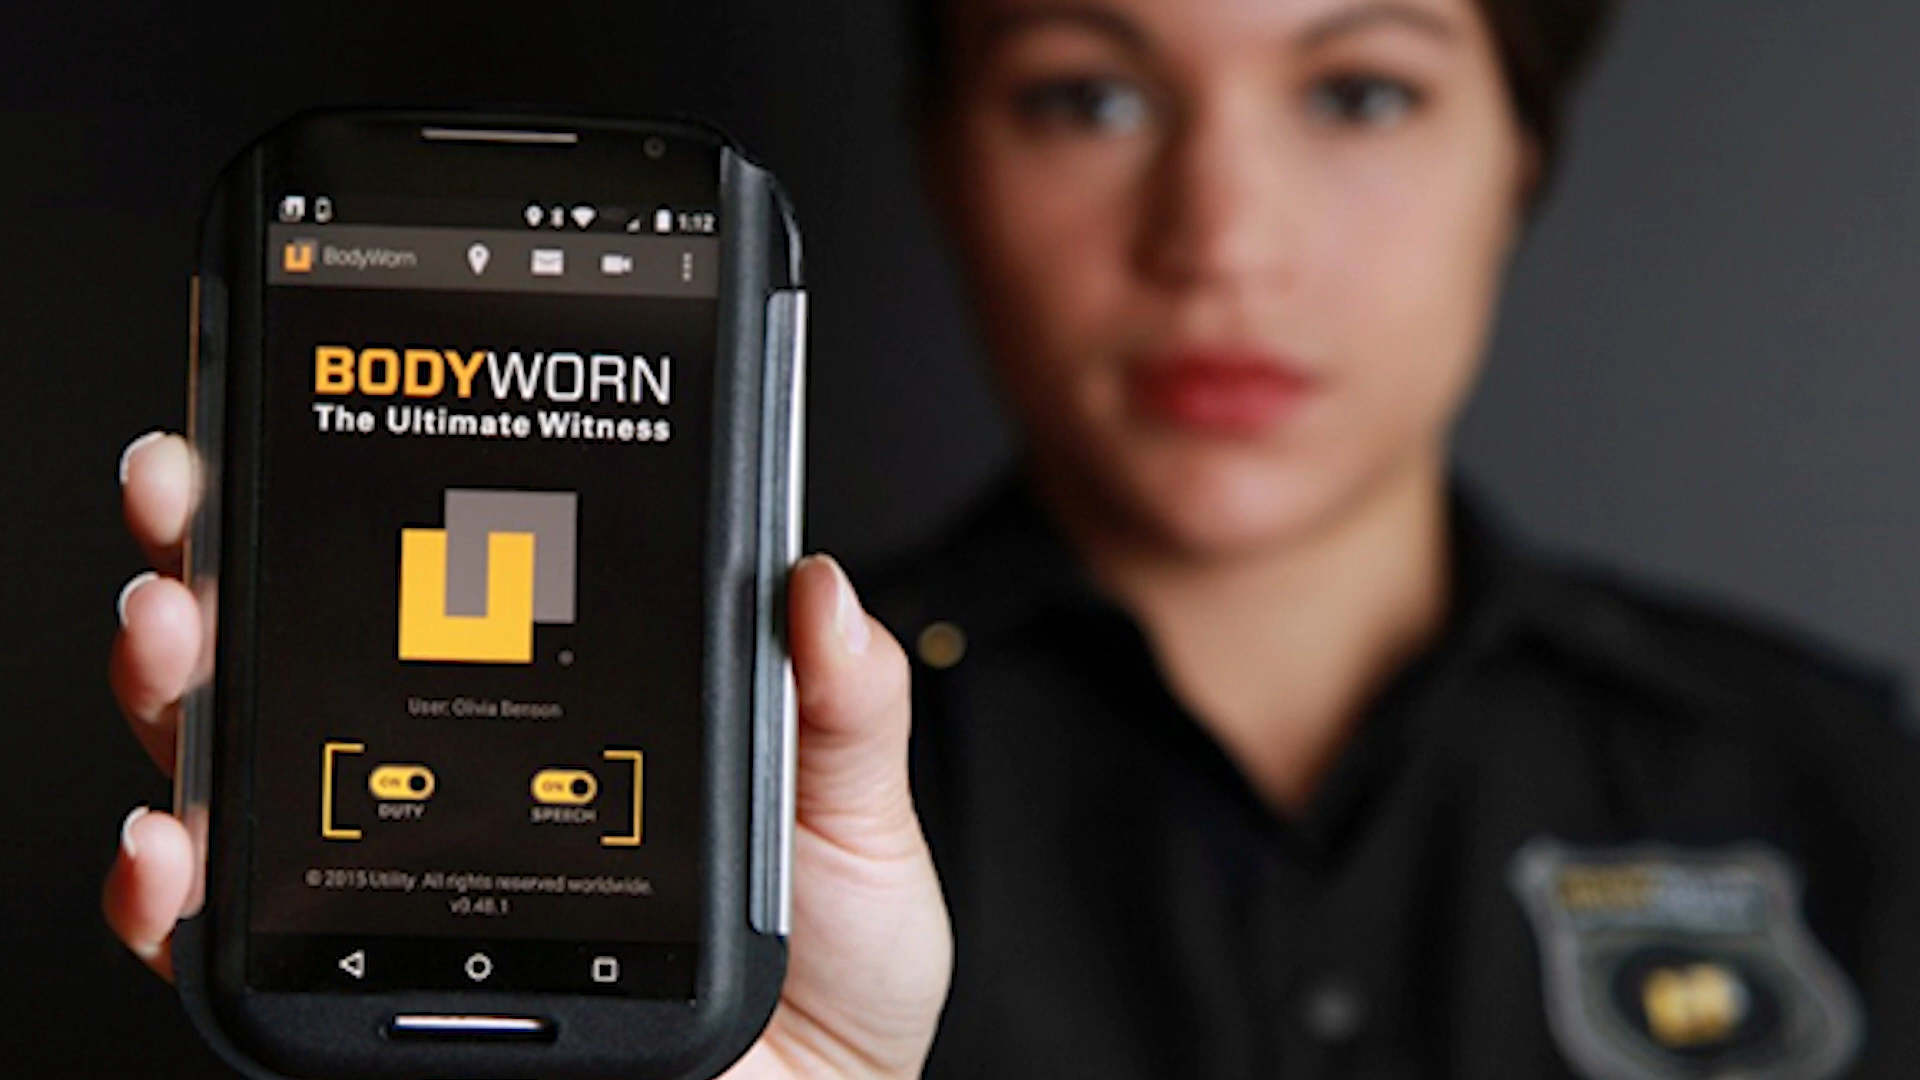 1:12
BodyWorn
BODYWORN
The Ultimate Witness
User: Olivia Benson
ON ON
DUTY SPEECH
© 2015 Utility. All rights reserved worldwide.
v0.48.1